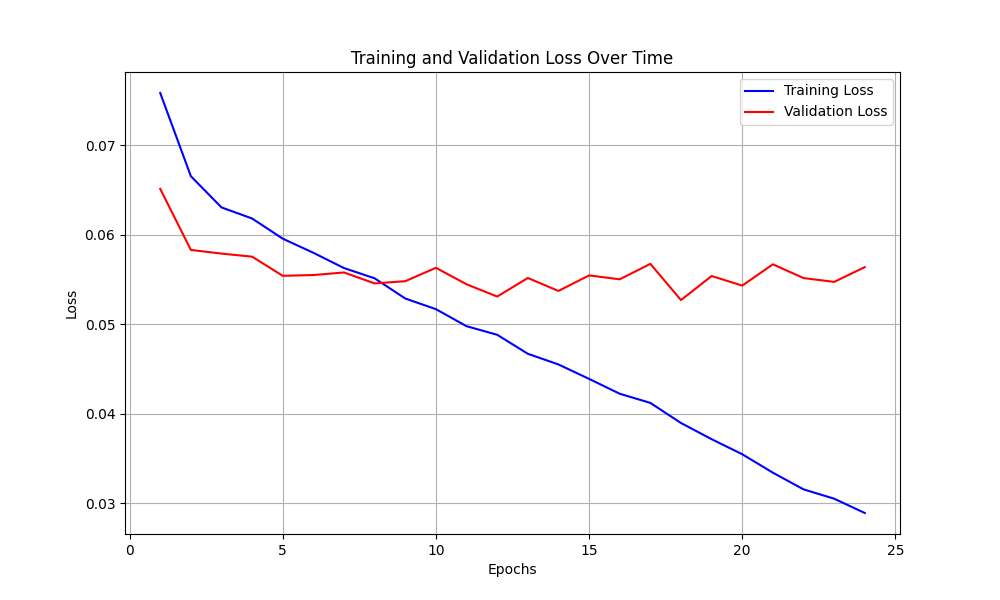 Training and Validation Loss Over Time
Training Loss
Validation Loss
Loss
0.07
0.06
0.05
0.04
0.03
0
5
10
15
20
25
Epochs